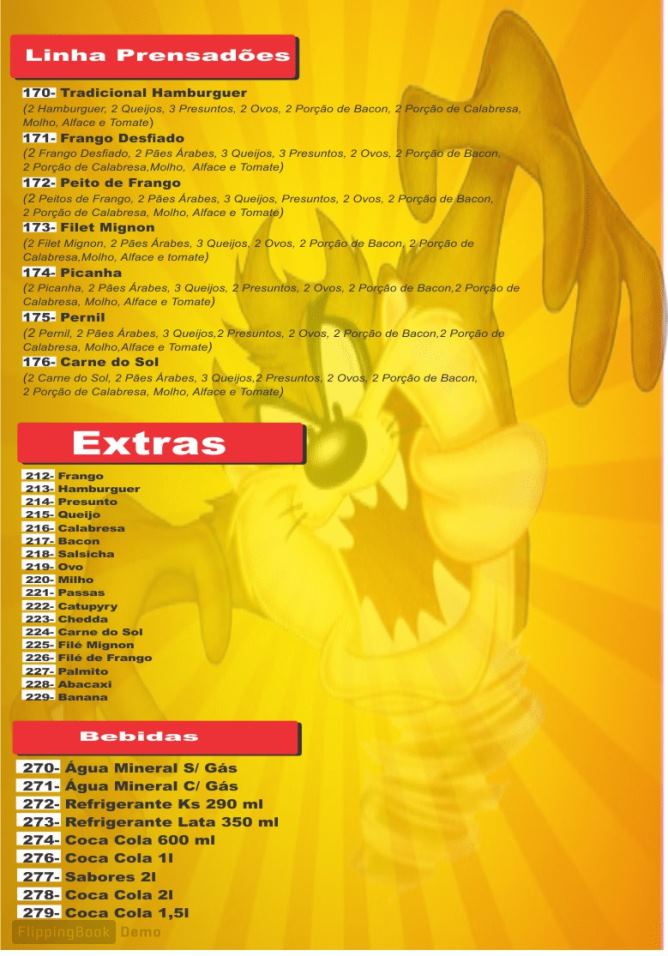 Linha Prensadões
170- Tradicional Hamburguer
(2 Hamburguer, 2 Queijos, 3 Presuntos, 2 Ovos, 2 Porção de Bacon, 2 Porção de Calabresa,
Molho, Alface e Tomate)
171- Frango Desfiado
(2 Frango Desfiado, 2 Pães Árabes, 3 Queijos, 3 Presuntos, 2 Ovos, 2 Porção de Bacon,
2 Porção de Calabresa,Molho, Alface e Tomate)
172- Peito de Frango
(2 Peitos de Frango, 2 Pães Árabes, 3 Queijos, Presuntos, 2 Ovos, 2 Porção de Bacon,
2 Porção de Calabresa, Molho, Alface e Tomate)
173- Filet Mignon
(2 Filet Mignon, 2 Pães Árabes, 3 Queijos, 2 Ovos, 2 Porção de Bacon, 2 Porção de
Calabresa,Molho, Alface e tomate)
174- Picanha
(2 Picanha, 2 Pães Árabes, 3 Queijos, 2 Presuntos, 2 Ovos, 2 Porção de Bacon,2 Porção de
Calabresa, Molho, Alface e Tomate)
175- Pernil
(2 Pernil, 2 Pães Árabes, 3 Queijos,2 Presuntos, 2 Ovos, 2 Porção de Bacon,2 Porção de
Calabresa, Molho,Alface e Tomate)
176- Carne do Sol
(2 Carne do Sol, 2 Pães Árabes, 3 Queijos,2 Presuntos, 2 Ovos, 2 Porção de Bacon,
2 Porção de Calabresa, Molho, Alface e Tomate)
Extras
212- Frango
213- Hamburguer
214- Presunto
215- Queijo
216- Calabresa
217- Bacon
218- Salsicha
219- Ovo
220- Milho
221- Passas
222- Catupyry
223- Chedda
224- Carne do Sol
225- Filé Mignon
226- Filé de Frango
227- Palmito
228- Abacaxi
229- Banana
Bebidas
270- Água Mineral S/ Gás
271- Água Mineral C/ Gás
272- Refrigerante Ks 290 ml
273- Refrigerante Lata 350 ml
274- Coca Cola 600 ml
276- Coca Cola 1l
277- Sabores 2l
278- Coca Cola 2l
279- Coca Cola 1,5l
FlippingBook Demo